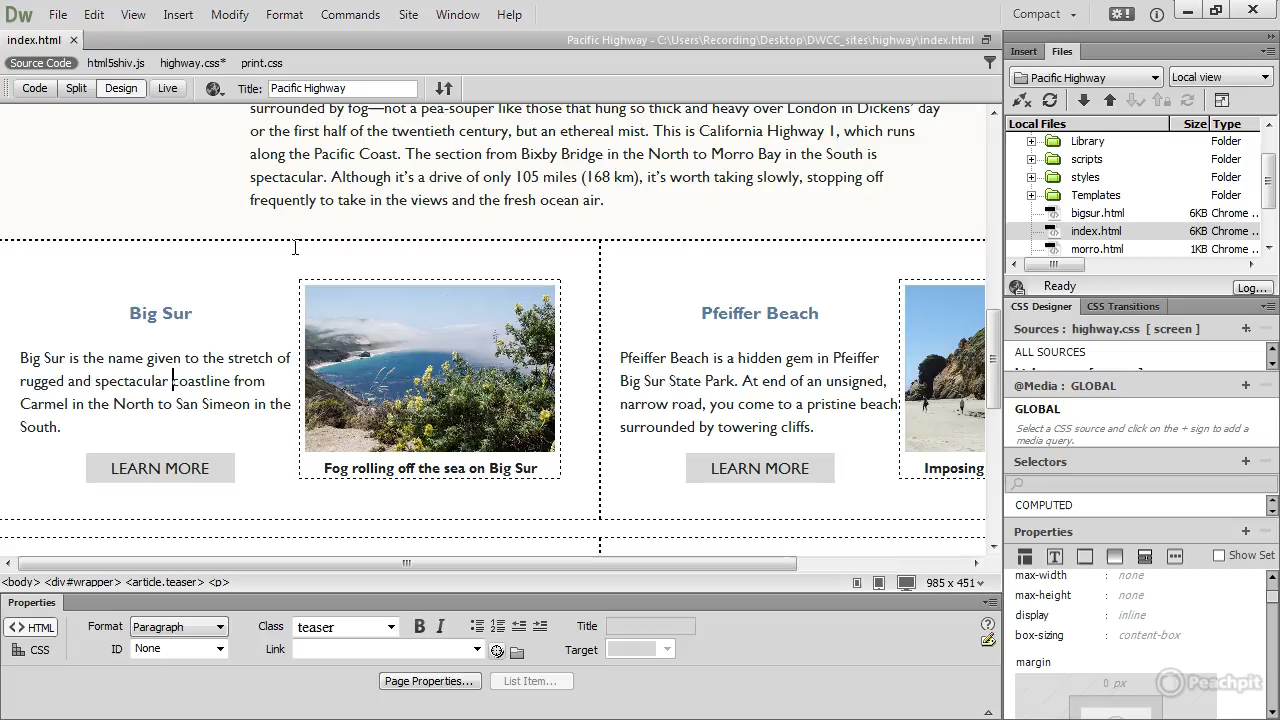 Dw File Edit View Insert Modify Format Commands Site Window Help Compact
index.html Pacific Highway - C:\Users\Recording\Desktop\DWCC_sites\highway\index.html
Source Code html5shiv.js highway.css* print.css
Code Split Design Live Title: Pacific Highway
surrounded by fog—not a pea-souper like those that hung so thick and heavy over London in Dickens’ day
or the first half of the twentieth century, but an ethereal mist. This is California Highway 1, which runs
along the Pacific Coast. The section from Bixby Bridge in the North to Morro Bay in the South is
spectacular. Although it’s a drive of only 105 miles (168 km), it’s worth taking slowly, stopping off
frequently to take in the views and the fresh ocean air.
Big Sur
Big Sur is the name given to the stretch of
rugged and spectacular coastline from
Carmel in the North to San Simeon in the
South.
LEARN MORE
Fog rolling off the sea on Big Sur
Pfeiffer Beach
Pfeiffer Beach is a hidden gem in Pfeiffer
Big Sur State Park. At end of an unsigned,
narrow road, you come to a pristine beach
surrounded by towering cliffs.
LEARN MORE
Imposing
<body> <div#wrapper> <article.teaser> <p> 985 x 451
Properties
<> HTML Format Paragraph Class teaser B I Title
CSS ID None Link Target
Page Properties... List Item...
Insert Files
Pacific Highway Local view
Local Files Size Type
Library Folder
scripts Folder
styles Folder
Templates Folder
bigsur.html 6KB Chrome ..
index.html 6KB Chrome ..
morro.html 1KB Chrome ..
Ready Log...
CSS Designer CSS Transitions
Sources : highway.css [ screen ]
ALL SOURCES
@Media : GLOBAL
GLOBAL
Select a CSS source and click on the + sign to add a
media query.
Selectors
COMPUTED
Properties
T Show Set
max-width : none
max-height : none
display : inline
box-sizing : content-box
margin
0 px
Peachpit